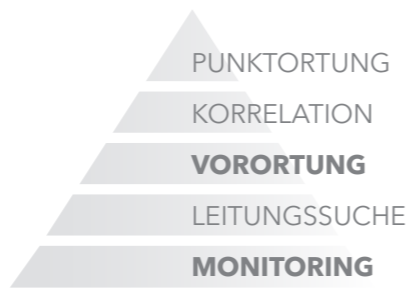 PUNKTORTUNG
KORRELATION
VORORTUNG
LEITUNGSSUCHE
MONITORING